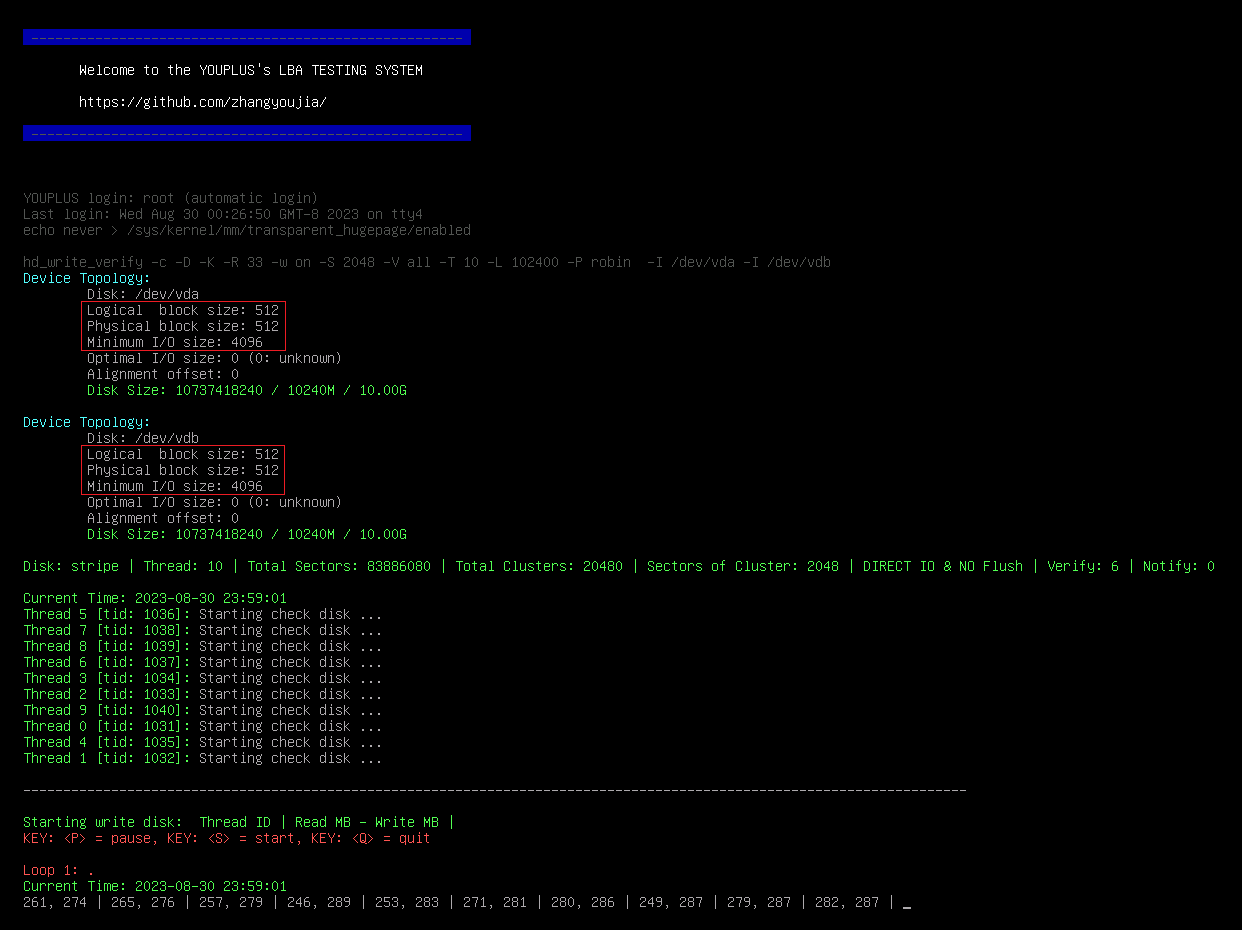 ------------------------------------------------------
Welcome to the YOUPLUS's LBA TESTING SYSTEM
https://github.com/zhangyoujia/
------------------------------------------------------
YOUPLUS login: root (automatic login)
Last login: Wed Aug 30 00:26:50 GMT-8 2023 on tty4
echo never > /sys/kernel/mm/transparent_hugepage/enabled
hd_write_verify -c -D -K -R 33 -w on -S 2048 -V all -T 10 -L 102400 -P robin  -I /dev/vda -I /dev/vdb
Device Topology:
Disk: /dev/vda
Logical  block size: 512
Physical block size: 512
Minimum I/O size: 4096
Optimal I/O size: 0 (0: unknown)
Alignment offset: 0
Disk Size: 10737418240 / 10240M / 10.00G
Device Topology:
Disk: /dev/vdb
Logical  block size: 512
Physical block size: 512
Minimum I/O size: 4096
Optimal I/O size: 0 (0: unknown)
Alignment offset: 0
Disk Size: 10737418240 / 10240M / 10.00G
Disk: stripe | Thread: 10 | Total Sectors: 83886080 | Total Clusters: 20480 | Sectors of Cluster: 2048 | DIRECT IO & NO Flush | Verify: 6 | Notify: 0
Current Time: 2023-08-30 23:59:01
Thread 5 [tid: 1036]: Starting check disk ...
Thread 7 [tid: 1038]: Starting check disk ...
Thread 8 [tid: 1039]: Starting check disk ...
Thread 6 [tid: 1037]: Starting check disk ...
Thread 3 [tid: 1034]: Starting check disk ...
Thread 2 [tid: 1033]: Starting check disk ...
Thread 9 [tid: 1040]: Starting check disk ...
Thread 0 [tid: 1031]: Starting check disk ...
Thread 4 [tid: 1035]: Starting check disk ...
Thread 1 [tid: 1032]: Starting check disk ...
----------------------------------------------------------------------------------------------------------------------
Starting write disk:  Thread ID | Read MB - Write MB |
KEY: <P> = pause, KEY: <S> = start, KEY: <Q> = quit
Loop 1: .
Current Time: 2023-08-30 23:59:01
261, 274 | 265, 276 | 257, 279 | 246, 289 | 253, 283 | 271, 281 | 280, 286 | 249, 287 | 279, 287 | 282, 287 | _